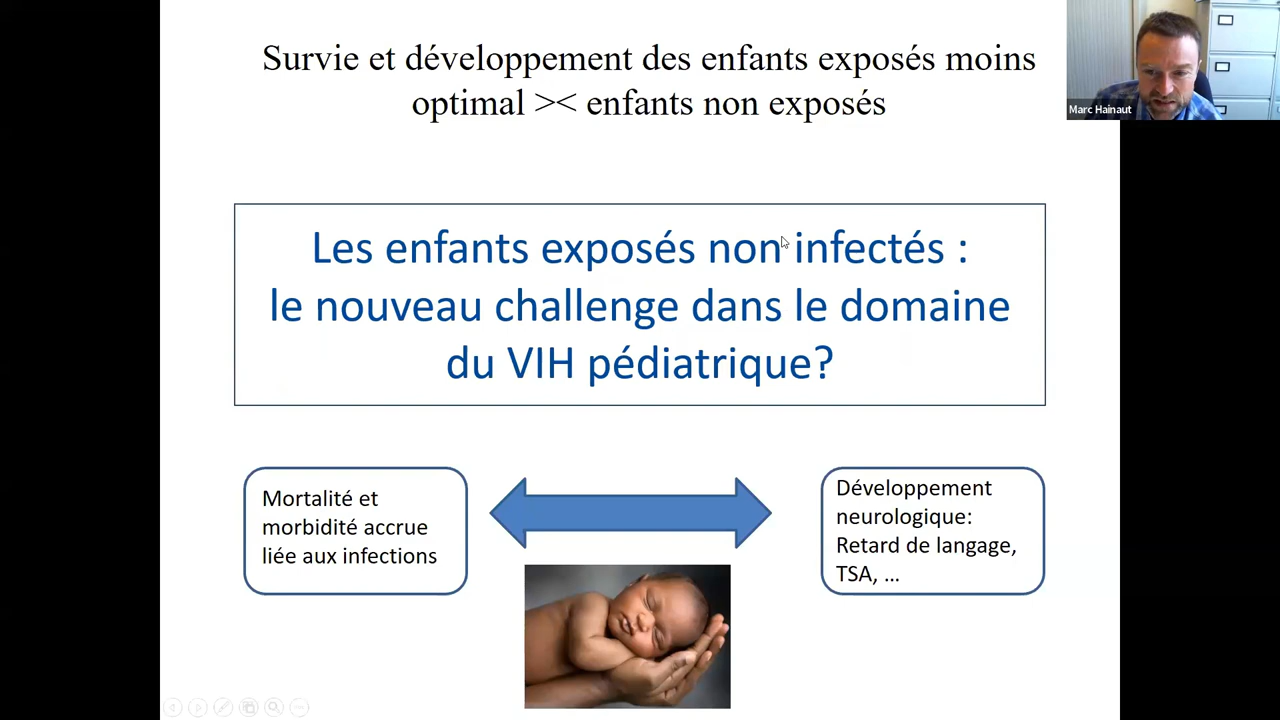 Survie et développement des enfants exposés moins
optimal >< enfants non exposés
Marc Hainaut
Les enfants exposés non infectés :
le nouveau challenge dans le domaine
du VIH pédiatrique?
Mortalité et
morbidité accrue
liée aux infections
Développement
neurologique:
Retard de langage,
TSA, ...